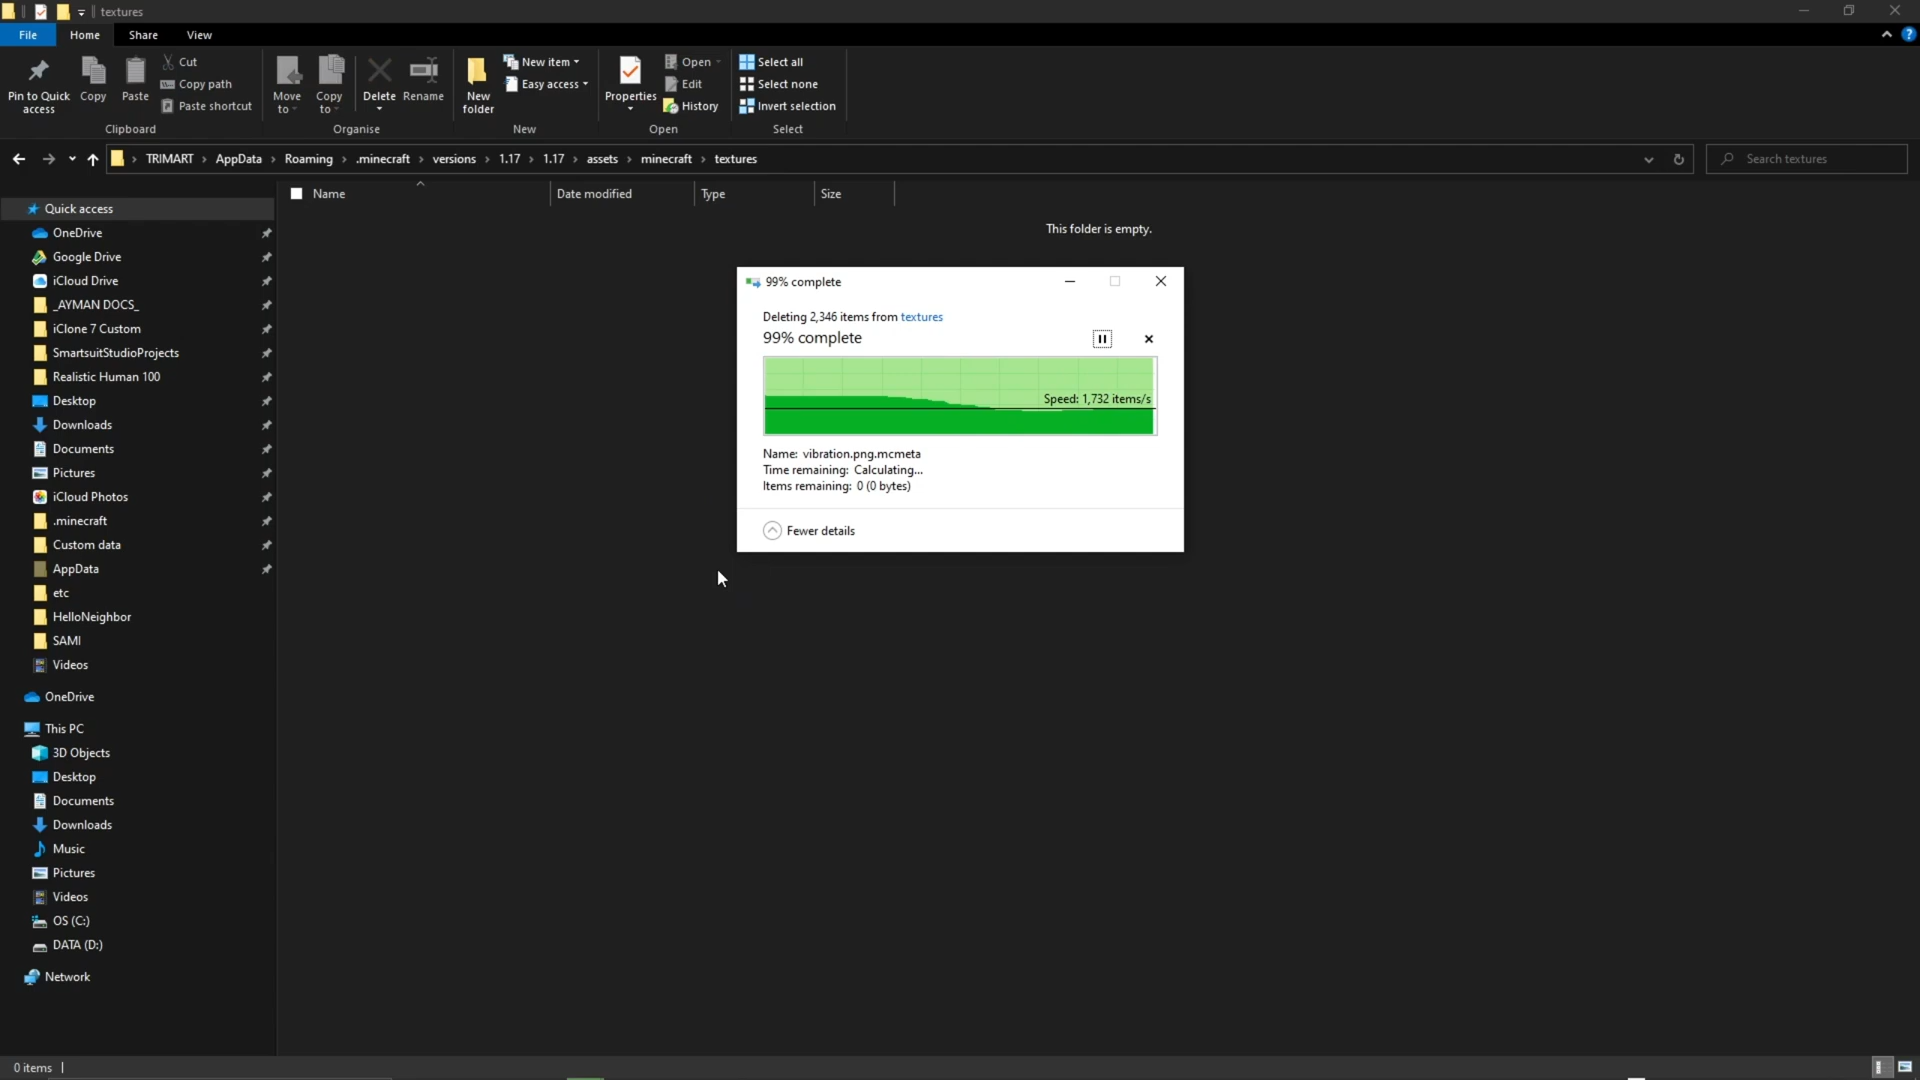 textures
File
Home
Share
View
Pin to Quick
access
Copy
Paste
Cut
Copy path
Paste shortcut
Clipboard
Move
to
Copy
to
Delete
Rename
Organise
New
folder
New item
Easy access
New
Properties
Open
Edit
History
Open
Select all
Select none
Invert selection
Select
TRIMART › AppData › Roaming › .minecraft › versions › 1.17 › 1.17 › assets › minecraft › textures
Search textures
Name
Date modified
Type
Size
This folder is empty.
Quick access
OneDrive
Google Drive
iCloud Drive
_AYMAN DOCS_
iClone 7 Custom
SmartsuitStudioProjects
Realistic Human 100
Desktop
Downloads
Documents
Pictures
iCloud Photos
.minecraft
Custom data
AppData
etc
HelloNeighbor
SAMI
Videos
OneDrive
This PC
3D Objects
Desktop
Documents
Downloads
Music
Pictures
Videos
OS (C:)
DATA (D:)
Network
99% complete
Deleting 2,346 items from textures
99% complete
Speed: 1,732 items/s
Name: vibration.png.mcmeta
Time remaining: Calculating...
Items remaining: 0 (0 bytes)
Fewer details
0 items